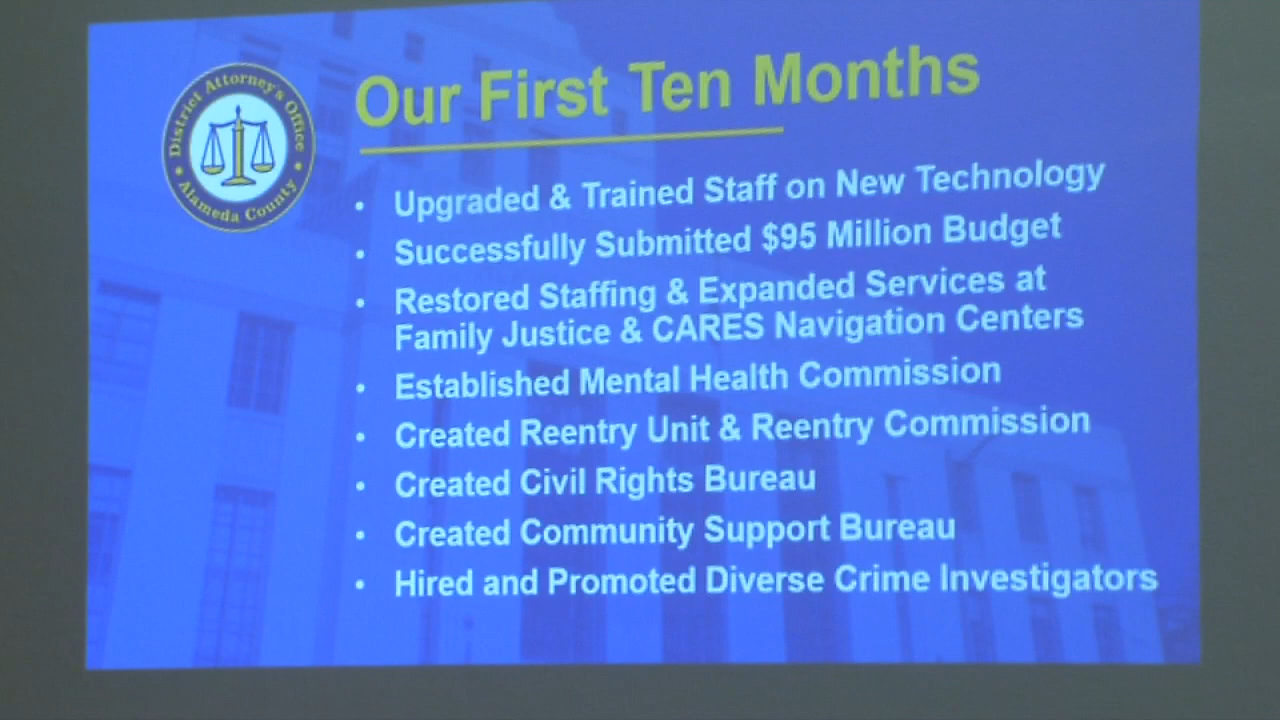 District Attorney's Office
Alameda County
Our First Ten Months
• Upgraded & Trained Staff on New Technology
• Successfully Submitted $95 Million Budget
• Restored Staffing & Expanded Services at
Family Justice & CARES Navigation Centers
• Established Mental Health Commission
• Created Reentry Unit & Reentry Commission
• Created Civil Rights Bureau
• Created Community Support Bureau
• Hired and Promoted Diverse Crime Investigators